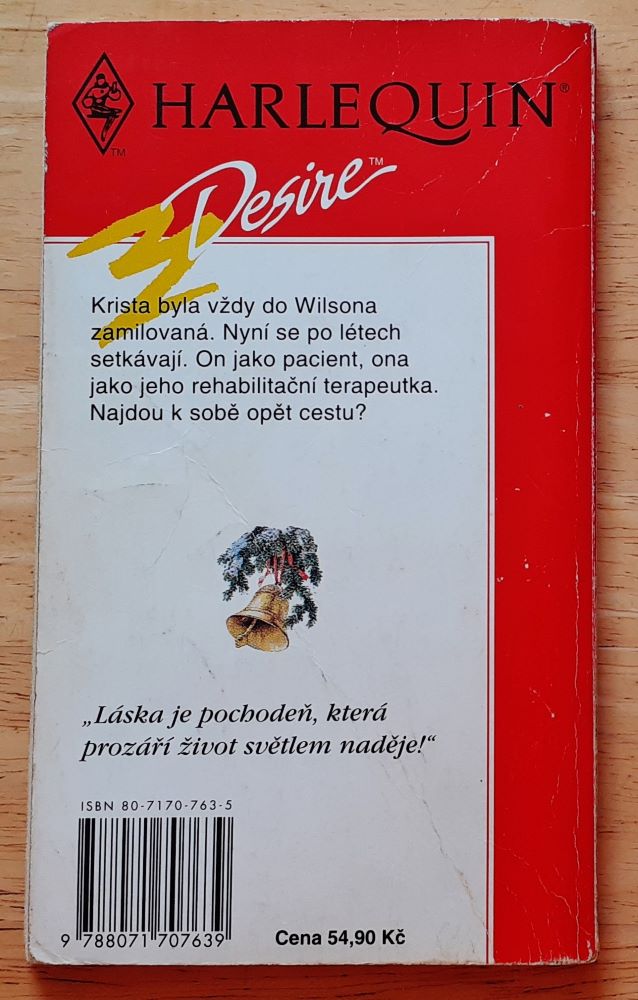 HARLEQUIN®
TM
Desire™
Krista byla vždy do Wilsona
zamilovaná. Nyní se po létech
setkávají. On jako pacient, ona
jako jeho rehabilitační terapeutka.
Najdou k sobě opět cestu?
„Láska je pochodeň, která
prozáří život světlem naděje!“
ISBN 80-7170-763-5
9 788071 707639
Cena 54,90 Kč